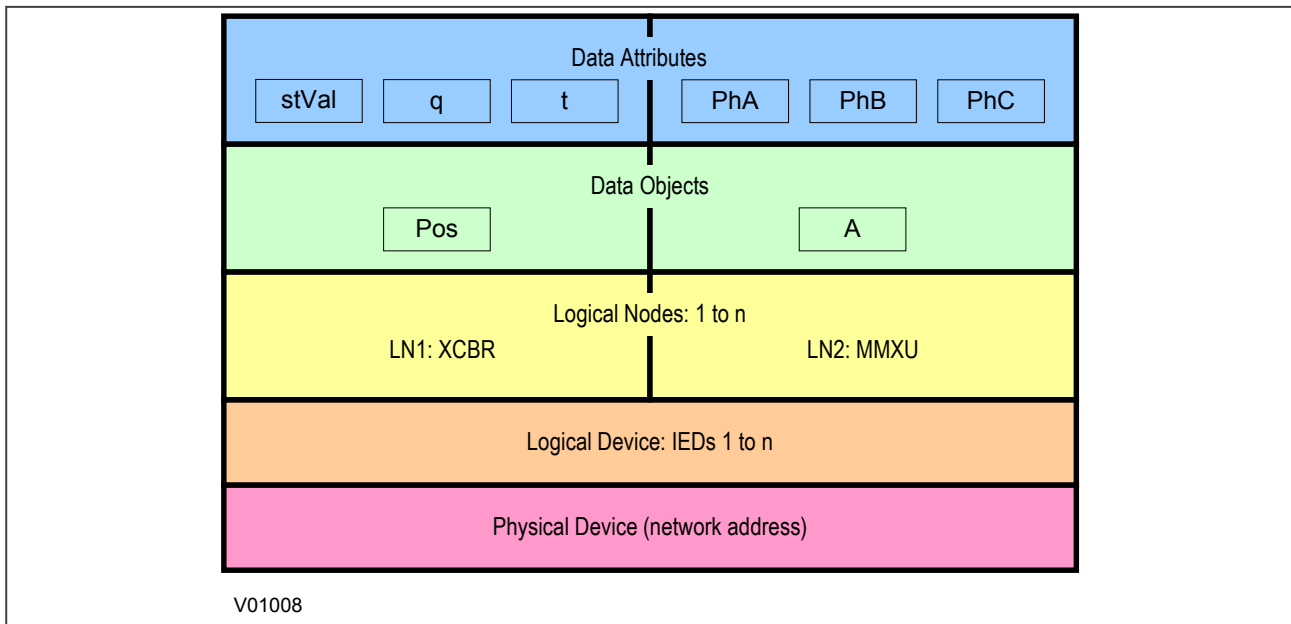 Data Attributes
stVal q t PhA PhB PhC
Data Objects
Pos A
Logical Nodes: 1 to n
LN1: XCBR LN2: MMXU
Logical Device: IEDs 1 to n
Physical Device (network address)
V01008